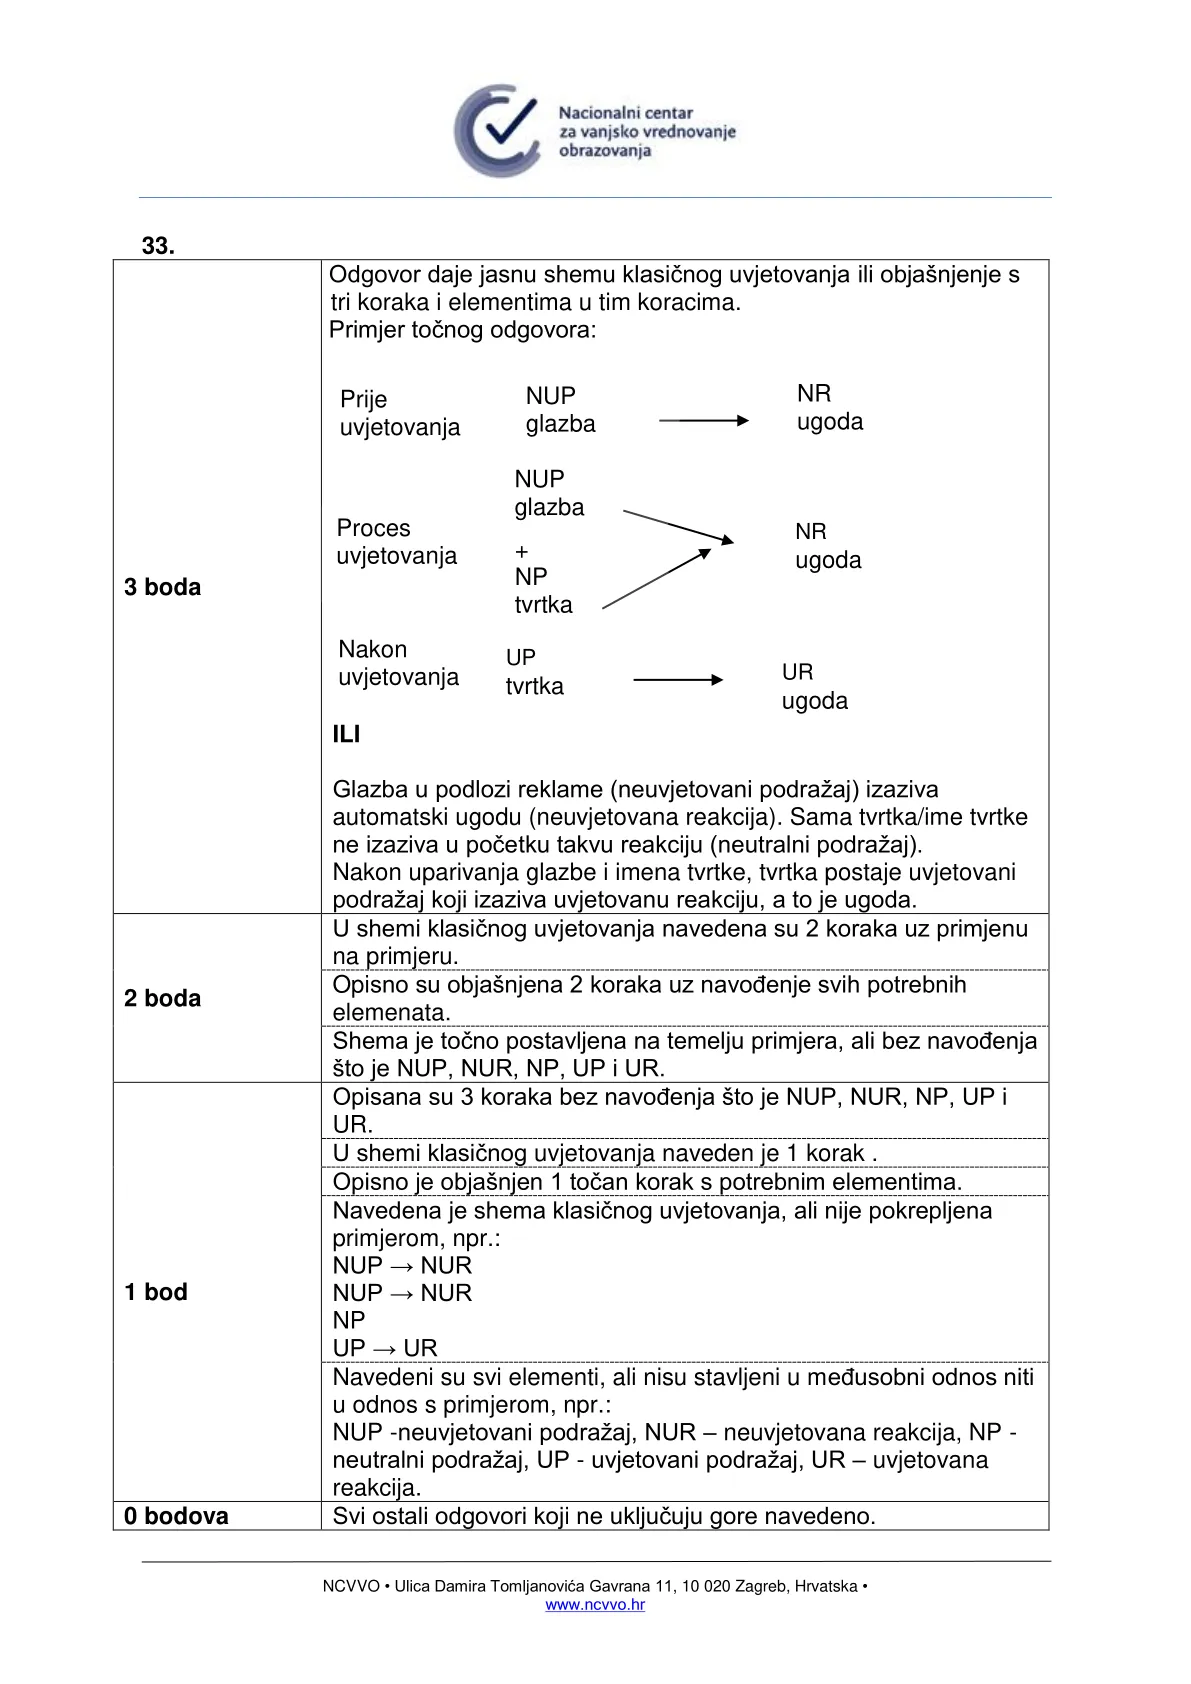 Nacionalni centar
za vanjsko vrednovanje
obrazovanja
33.
3 boda
Odgovor daje jasnu shemu klasičnog uvjetovanja ili objašnjenje s
tri koraka i elementima u tim koracima.
Primjer točnog odgovora:
Prije
uvjetovanja
NUP
glazba
NR
ugoda
Proces
uvjetovanja
NUP
glazba
+
NP
tvrtka
NR
ugoda
Nakon
uvjetovanja
UP
tvrtka
UR
ugoda
ILI
Glazba u podlozi reklame (neuvjetovani podražaj) izaziva
automatski ugodu (neuvjetovana reakcija). Sama tvrtka/ime tvrtke
ne izaziva u početku takvu reakciju (neutralni podražaj).
Nakon uparivanja glazbe i imena tvrtke, tvrtka postaje uvjetovani
podražaj koji izaziva uvjetovanu reakciju, a to je ugoda.
2 boda
U shemi klasičnog uvjetovanja navedena su 2 koraka uz primjenu
na primjeru.
Opisno su objašnjena 2 koraka uz navođenje svih potrebnih
elemenata.
Shema je točno postavljena na temelju primjera, ali bez navođenja
što je NUP, NUR, NP, UP i UR.
1 bod
Opisana su 3 koraka bez navođenja što je NUP, NUR, NP, UP i
UR.
U shemi klasičnog uvjetovanja naveden je 1 korak .
Opisno je objašnjen 1 točan korak s potrebnim elementima.
Navedena je shema klasičnog uvjetovanja, ali nije pokrepljena
primjerom, npr.:
NUP → NUR
NUP → NUR
NP
UP → UR
Navedeni su svi elementi, ali nisu stavljeni u međusobni odnos niti
u odnos s primjerom, npr.:
NUP -neuvjetovani podražaj, NUR – neuvjetovana reakcija, NP -
neutralni podražaj, UP - uvjetovani podražaj, UR – uvjetovana
reakcija.
0 bodova
Svi ostali odgovori koji ne uključuju gore navedeno.
NCVVO • Ulica Damira Tomljanovića Gavrana 11, 10 020 Zagreb, Hrvatska •
www.ncvvo.hr